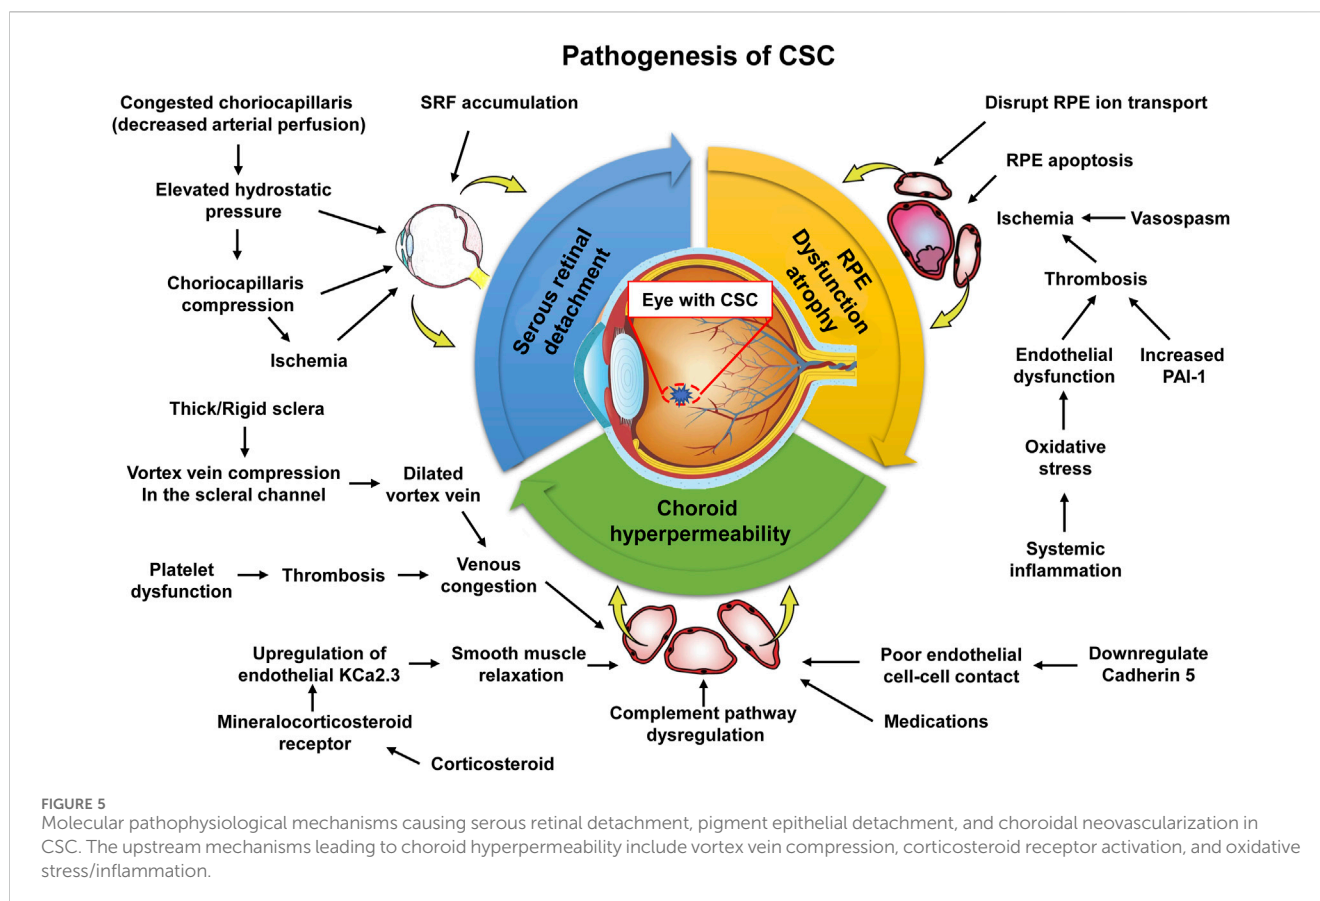 Pathogenesis of CSC
Congested choriocapillaris
(decreased arterial perfusion)
Elevated hydrostatic
pressure
Choriocapillaris
compression
Ischemia
SRF accumulation
Serous retinal
detachment
Eye with CSC
RPE
Dysfunction
atrophy
Disrupt RPE ion transport
RPE apoptosis
Ischemia
Vasospasm
Thrombosis
Endothelial
dysfunction
Increased
PAI-1
Oxidative
stress
Systemic
inflammation
Thick/Rigid sclera
Vortex vein compression
In the scleral channel
Dilated
vortex vein
Platelet
dysfunction
Thrombosis
Venous
congestion
Choroid
hyperpermeability
Upregulation of
endothelial KCa2.3
Smooth muscle
relaxation
Mineralocorticosteroid
receptor
Corticosteroid
Complement pathway
dysregulation
Poor endothelial
cell-cell contact
Downregulate
Cadherin 5
Medications
FIGURE 5
Molecular pathophysiological mechanisms causing serous retinal detachment, pigment epithelial detachment, and choroidal neovascularization in
CSC. The upstream mechanisms leading to choroid hyperpermeability include vortex vein compression, corticosteroid receptor activation, and oxidative
stress/inflammation.